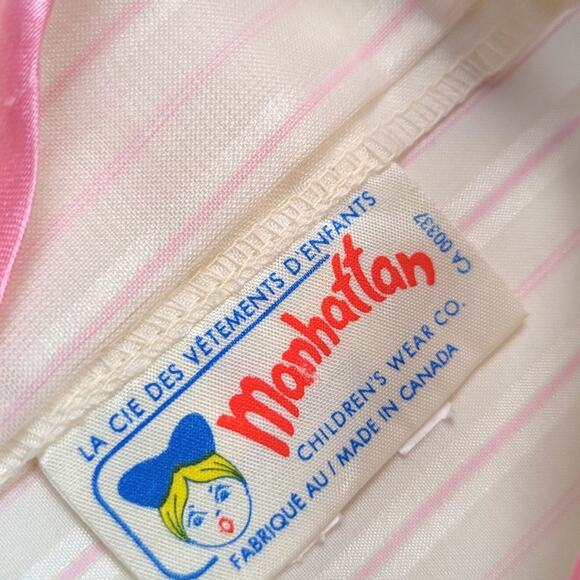 LA CIE DES VÊTEMENTS D'ENFANTS
Manhattan
CHILDREN'S WEAR CO.
CA 00337
FABRIQUÉ AU / MADE IN CANADA